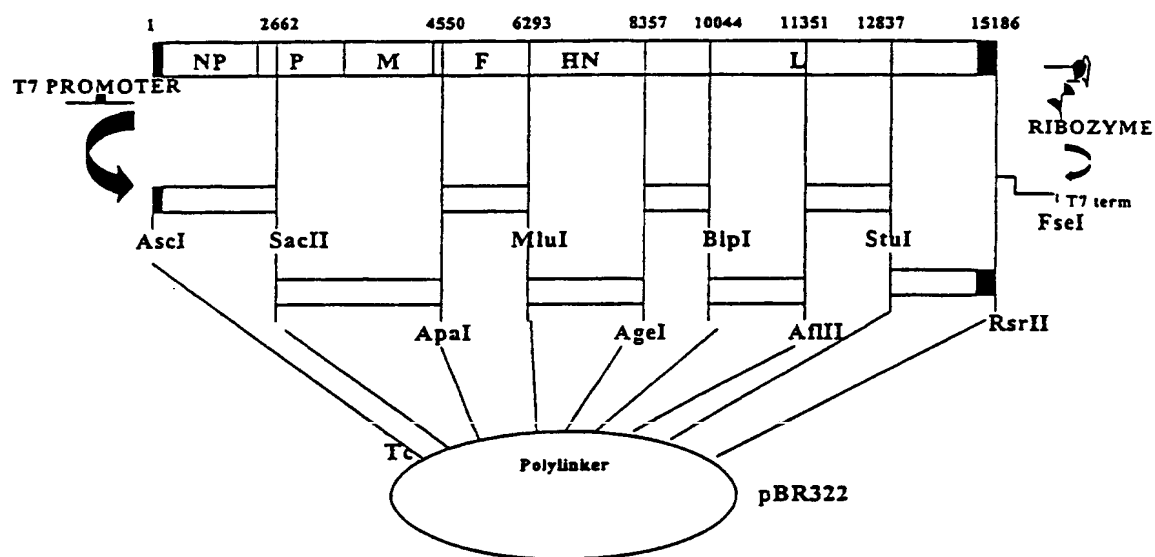 1 2662 4550 6293 8357 10044 11351 12837 15186
NP P M F HN L
T7 PROMOTER
RIBOZYME
T7 term
FseI
AscI SacII MluI BlpI StuI
ApaI AgeI AflII RsrII
Tc
Polylinker
pBR322